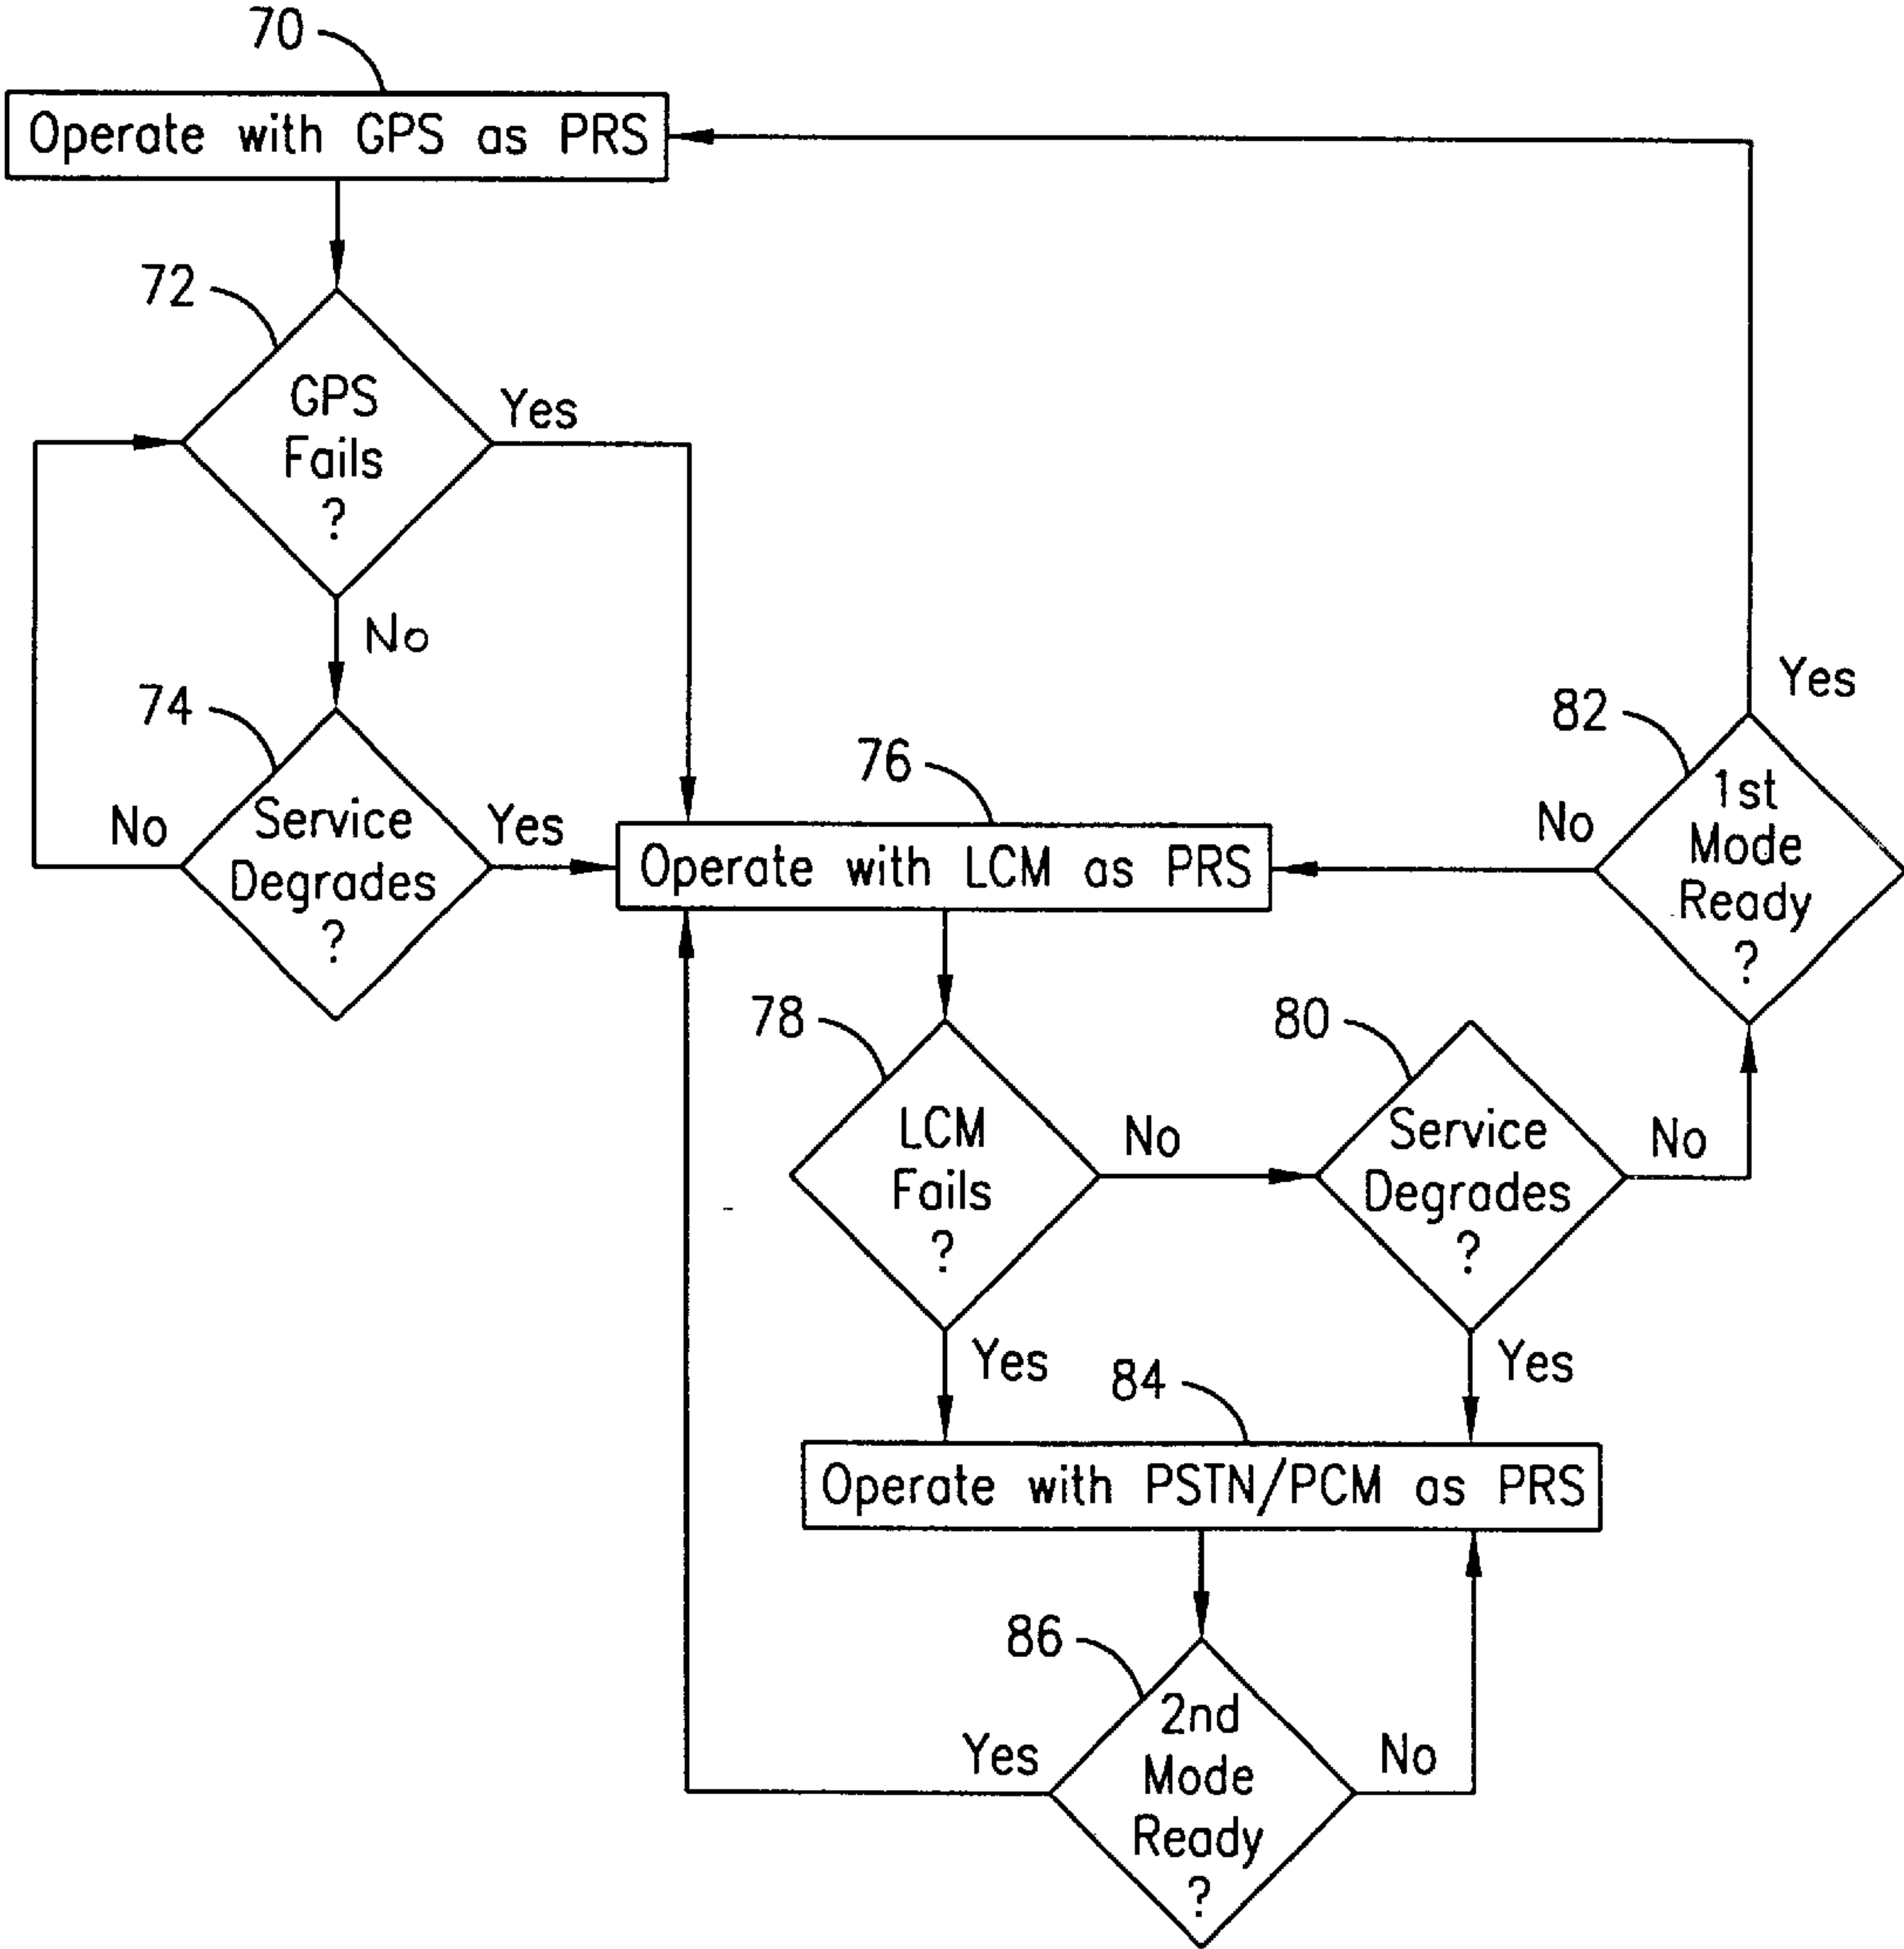 70
Operate with GPS as PRS
72
GPS
Fails
?
Yes
No
74
Service
Degrades
?
No
Yes
76
Operate with LCM as PRS
82
1st
Mode
Ready
?
Yes
No
78
LCM
Fails
?
No
Yes
80
Service
Degrades
?
No
Yes
84
Operate with PSTN/PCM as PRS
86
2nd
Mode
Ready
?
Yes
No